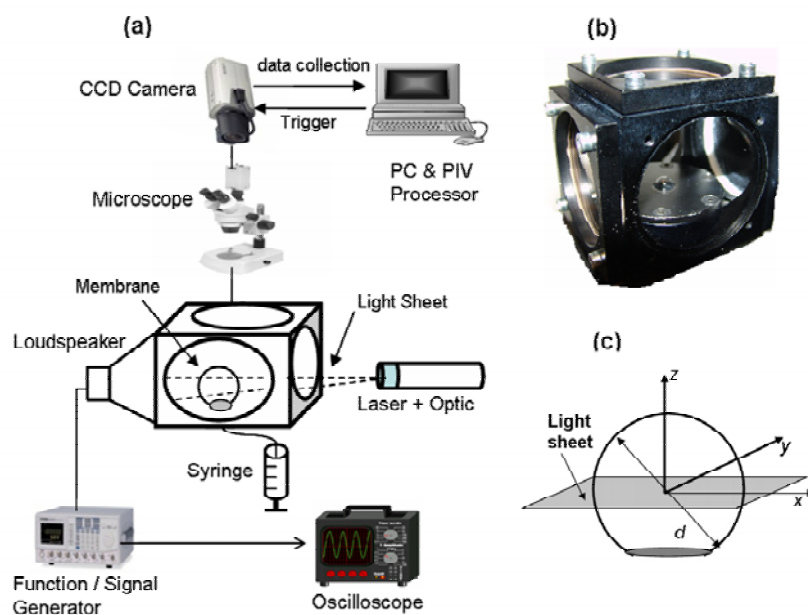 (a)
CCD Camera
data collection
Trigger
PC & PIV
Processor
Microscope
Membrane
Light Sheet
Loudspeaker
Laser + Optic
Syringe
Function / Signal
Generator
Oscilloscope
(b)
(c)
z
Light
sheet
y
x
d